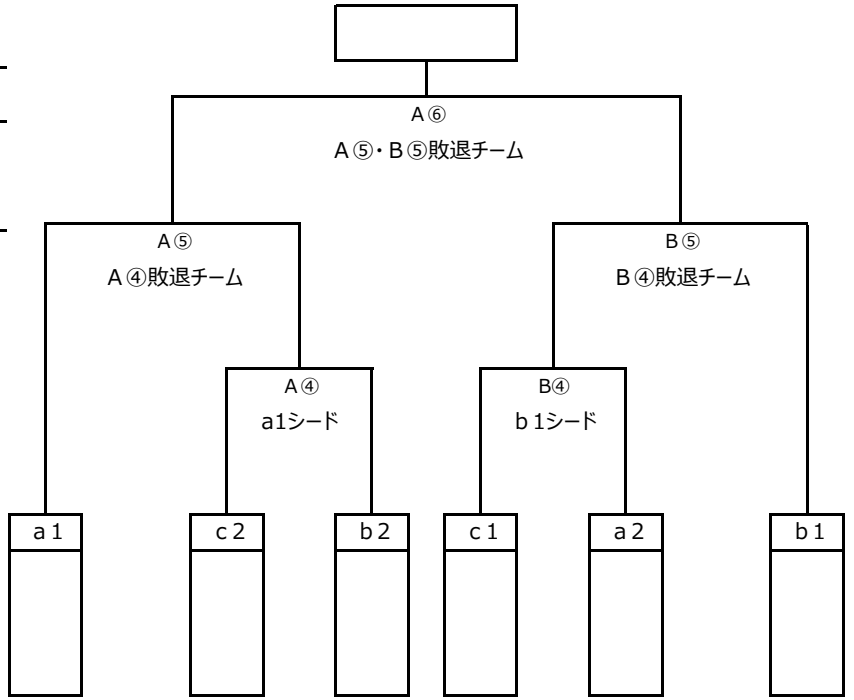 A⑥
A⑤・B⑤敗退チーム
A⑤
B⑤
A④敗退チーム
B④敗退チーム
A④
B④
a1シード
b1シード
a1
c2
b2
c1
a2
b1